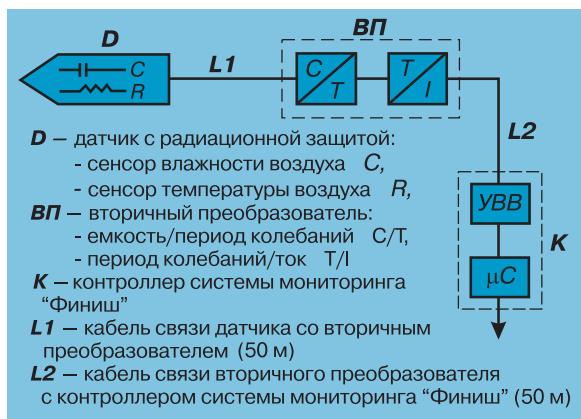 D
ВП
C
R
L1
C
T
T
I
L2
D – датчик с радиационной защитой:
- сенсор влажности воздуха C,
- сенсор температуры воздуха R,
ВП – вторичный преобразователь:
- емкость/период колебаний C/T,
- период колебаний/ток T/I
K – контроллер системы мониторинга
“Финиш”
L1 – кабель связи датчика со вторичным
преобразователем (50 м)
L2 – кабель связи вторичного преобразователя
с контроллером системы мониторинга “Финиш” (50 м)
УВВ
K
μC